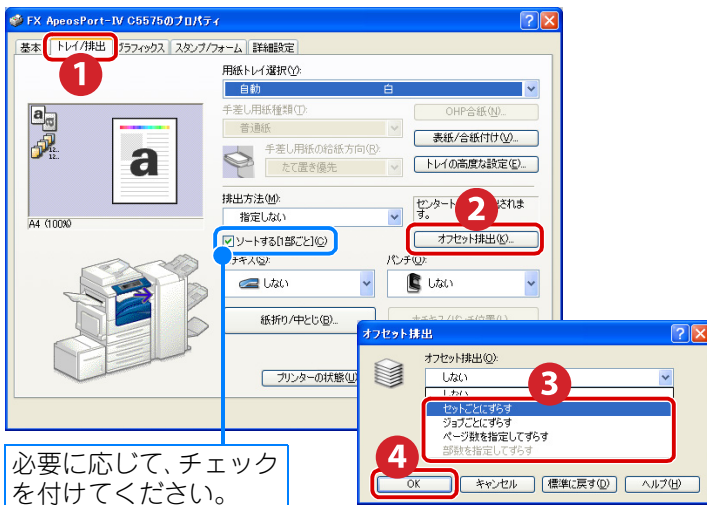 FX ApeosPort-IV C5575のプロパティ
基本 トレイ/排出 グラフィックス スタンプ/フォーム 詳細設定
1
用紙トレイ選択(Y):
自動 白
手差し用紙種類(T):
普通紙
OHP合紙(N)...
表紙/合紙付け(V)...
手差し用紙の給紙方向(R):
たて置き優先
トレイの高度な設定(E)...
a
12..
12..
a
A4 (100%)
排出方法(M):
指定しない
2
す。
ソートする[1部ごと](C)
オフセット排出(K)...
しない
パンチ(U):
しない
紙折り/中とじ(B)...
プリンターの状態(U)
オフセット排出
オフセット排出(O):
しない
3
しない
セットごとにずらす
ジョブごとにずらす
ページ数を指定してずらす
部数を指定してずらす
4
OK キャンセル 標準に戻す(D) ヘルプ(H)
必要に応じて、チェック
を付けてください。